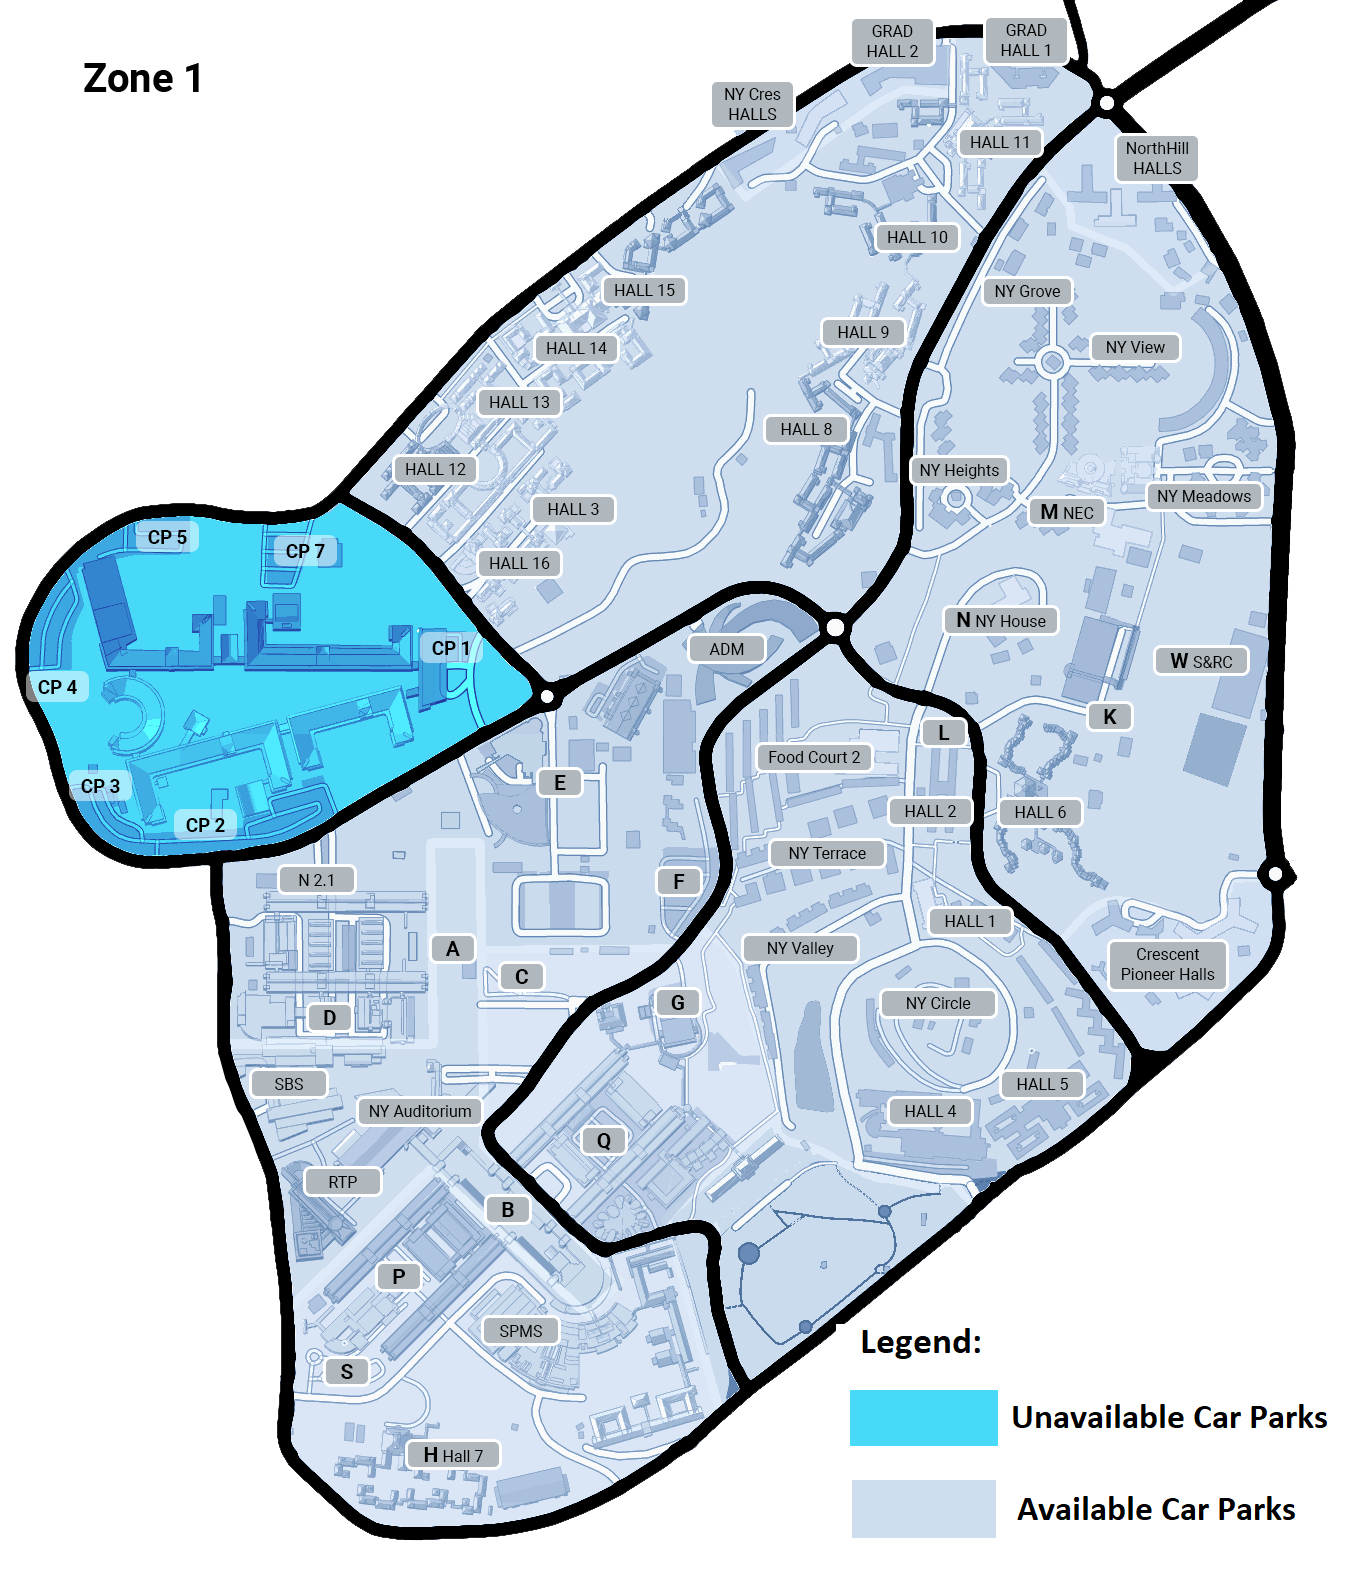 Zone 1
GRAD
HALL 2
GRAD
HALL 1
NY Cres
HALLS
HALL 11
NorthHill
HALLS
HALL 10
HALL 15
NY Grove
HALL 9
HALL 14
NY View
HALL 13
HALL 8
HALL 12
NY Heights
NY Meadows
HALL 3
M NEC
CP 5
CP 7
HALL 16
N NY House
CP 1
ADM
W S&RC
CP 4
K
L
Food Court 2
E
CP 3
HALL 2
HALL 6
CP 2
NY Terrace
N 2.1
F
HALL 1
A
NY Valley
Crescent
Pioneer Halls
C
G
NY Circle
D
SBS
HALL 5
NY Auditorium
HALL 4
Q
RTP
B
P
SPMS
Legend:
S
Unavailable Car Parks
H Hall 7
Available Car Parks